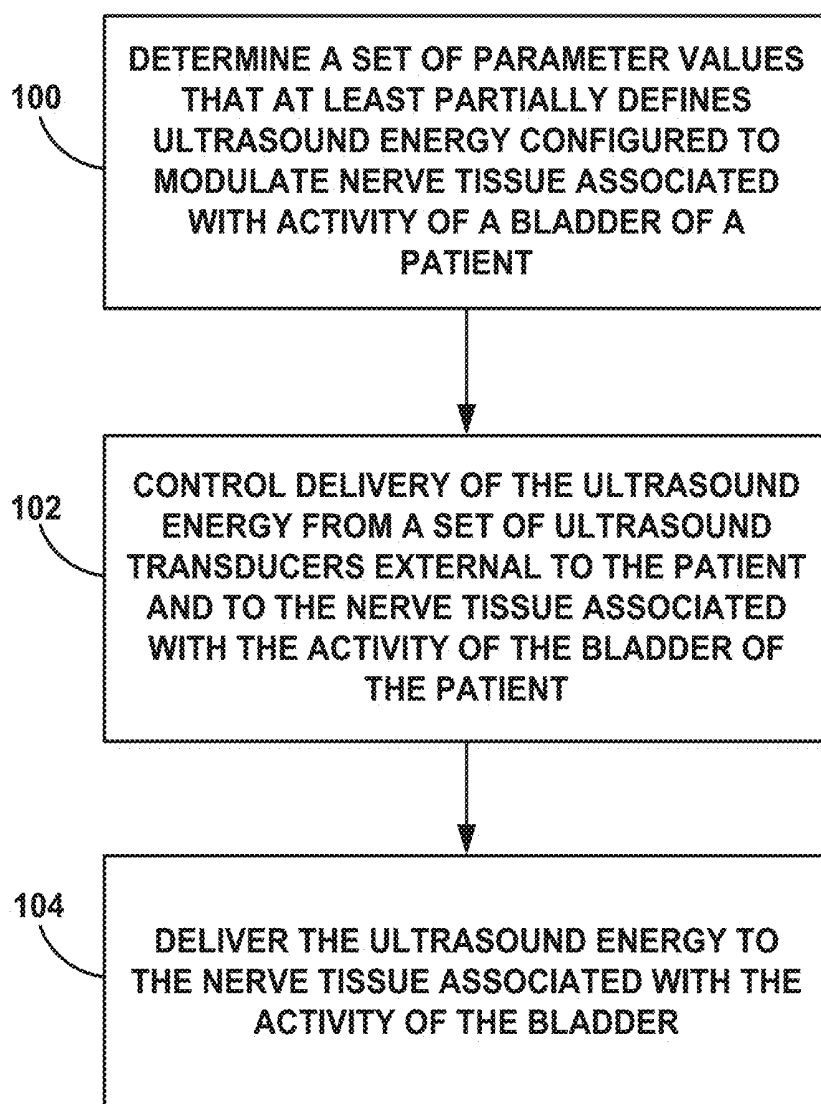 100
DETERMINE A SET OF PARAMETER VALUES
THAT AT LEAST PARTIALLY DEFINES
ULTRASOUND ENERGY CONFIGURED TO
MODULATE NERVE TISSUE ASSOCIATED
WITH ACTIVITY OF A BLADDER OF A
PATIENT
102
CONTROL DELIVERY OF THE ULTRASOUND
ENERGY FROM A SET OF ULTRASOUND
TRANSDUCERS EXTERNAL TO THE PATIENT
AND TO THE NERVE TISSUE ASSOCIATED
WITH THE ACTIVITY OF THE BLADDER OF
THE PATIENT
104
DELIVER THE ULTRASOUND ENERGY TO
THE NERVE TISSUE ASSOCIATED WITH THE
ACTIVITY OF THE BLADDER